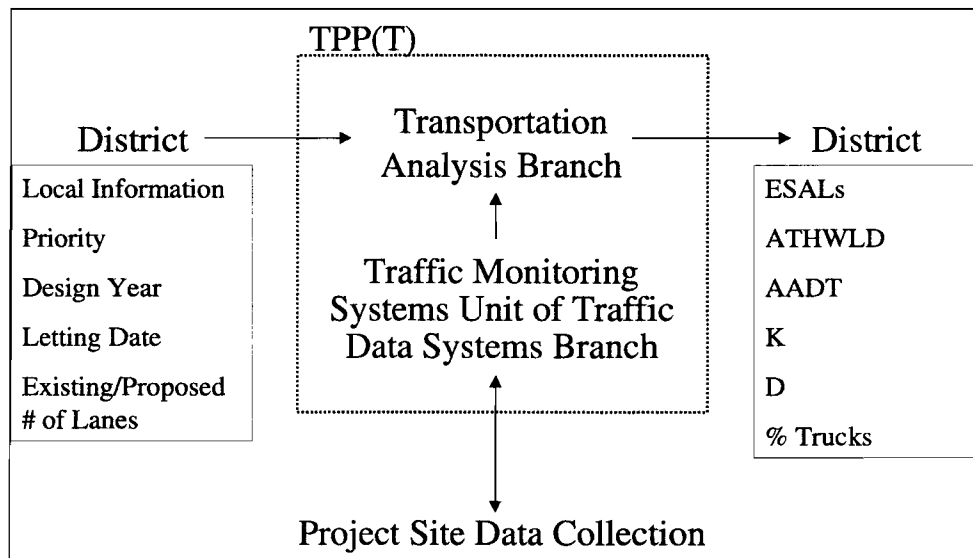 TPP(T)
District
Local Information
Priority
Design Year
Letting Date
Existing/Proposed
# of Lanes
Transportation
Analysis Branch
Traffic Monitoring
Systems Unit of Traffic
Data Systems Branch
District
ESALs
ATHWLD
AADT
K
D
% Trucks
Project Site Data Collection